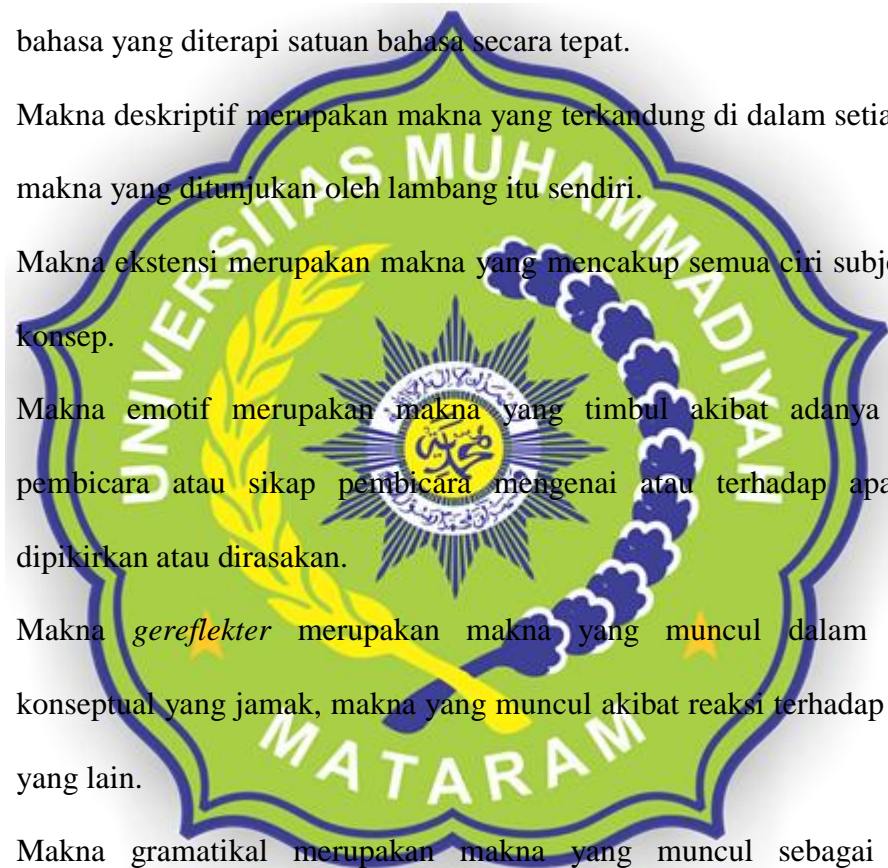 bahasa yang diterapi satuan bahasa secara tepat.
Makna deskriptif merupakan makna yang terkandung di dalam setia
makna yang ditunjukan oleh lambang itu sendiri.
Makna ekstensi merupakan makna yang mencakup semua ciri subj
konsep.
Makna emotif merupakan makna yang timbul akibat adanya
pembicara atau sikap pembicara mengenai atau terhadap apa
dipikirkan atau dirasakan.
Makna gereflekter merupakan makna yang muncul dalam
konseptual yang jamak, makna yang muncul akibat reaksi terhadap
yang lain.
Makna gramatikal merupakan makna yang muncul sebagai
UNIVERSITAS MUHAMMADIYAH
MATARAM